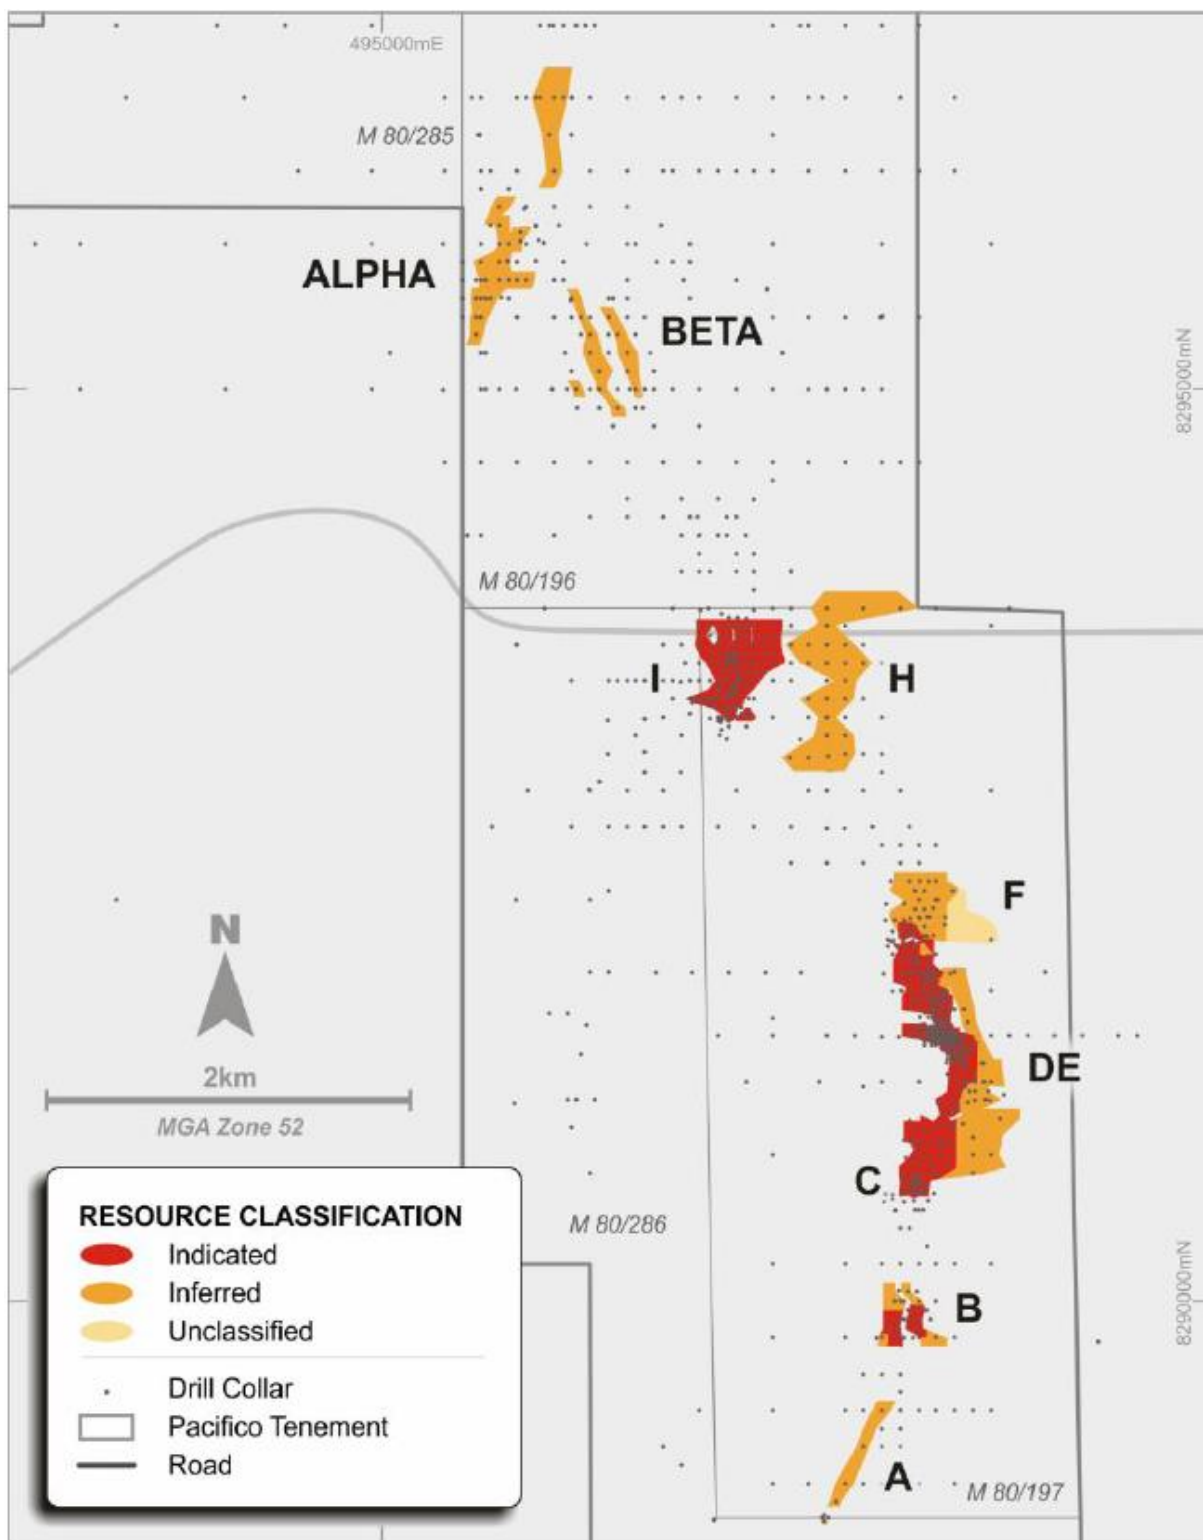 495000mE
M 80/285
ALPHA
BETA
8295000mN
M 80/196
I
H
F
N
DE
2km
MGA Zone 52
C
RESOURCE CLASSIFICATION
Indicated
Inferred
Unclassified
Drill Collar
Pacifico Tenement
Road
M 80/286
8290000mN
B
A
M 80/197